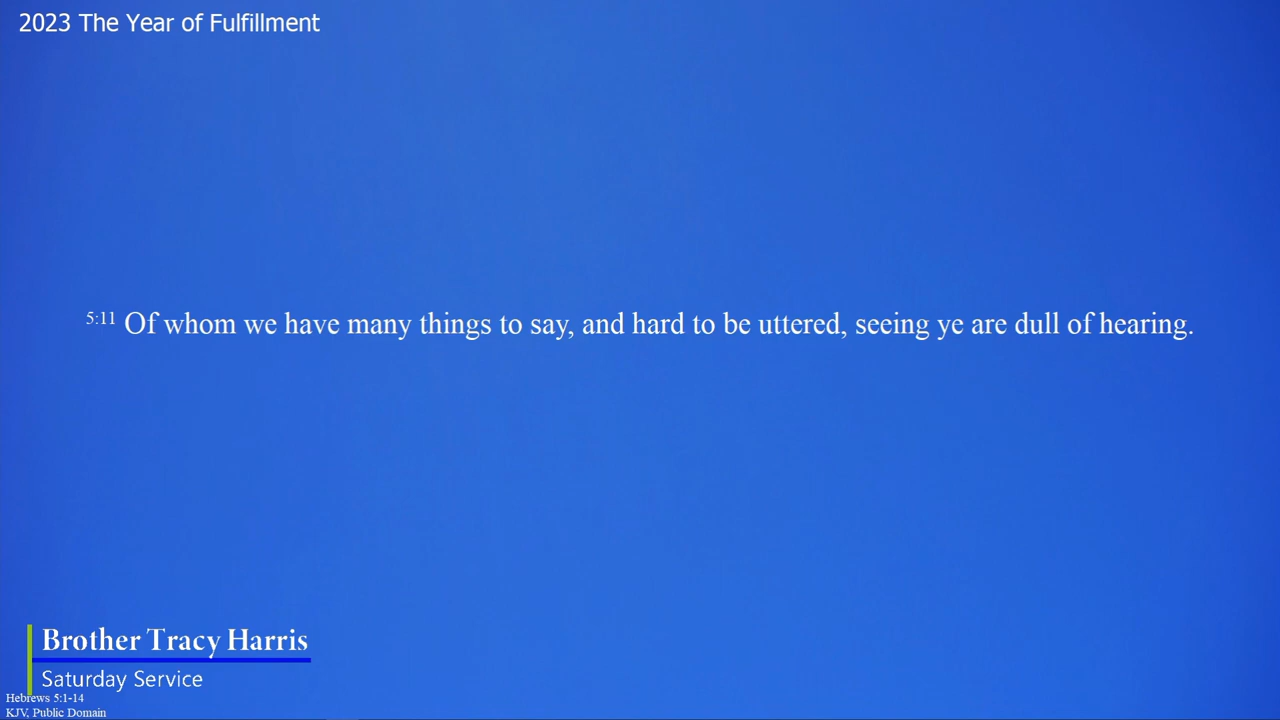 2023 The Year of Fulfillment
5:11 Of whom we have many things to say, and hard to be uttered, seeing ye are dull of hearing.
Brother Tracy Harris
Saturday Service
Hebrews 5:1-14
KJV, Public Domain